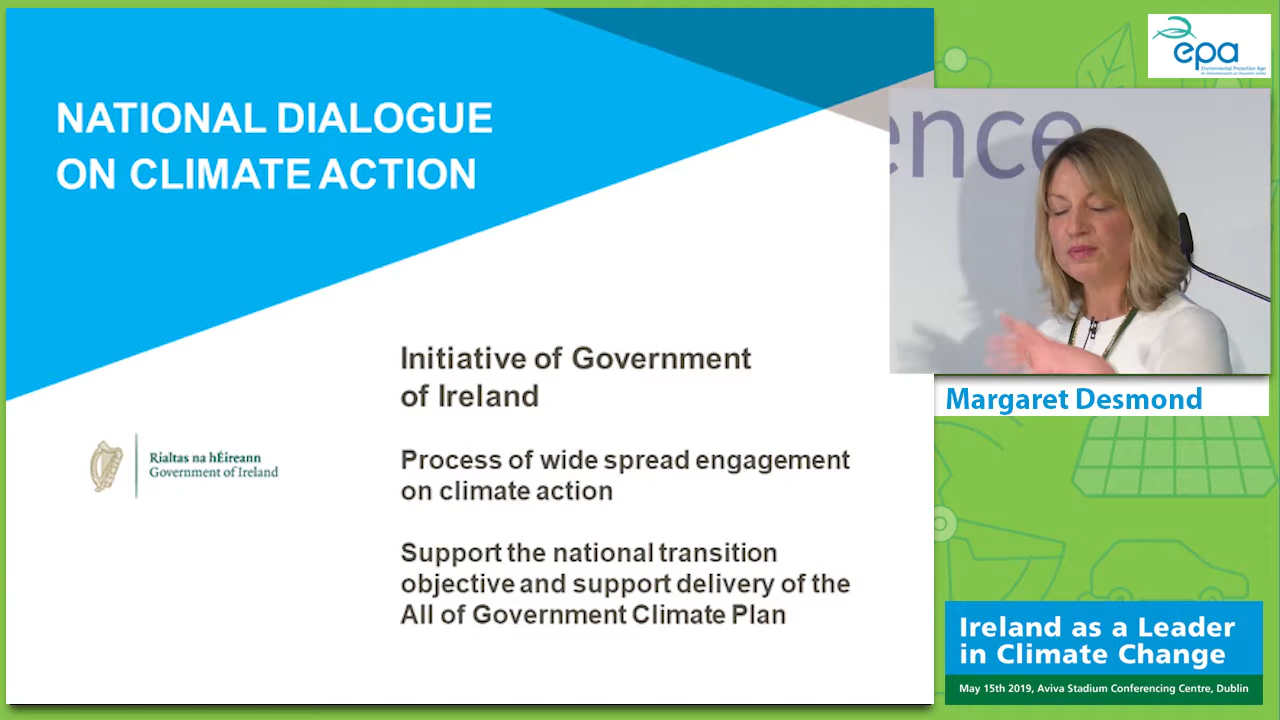 NATIONAL DIALOGUE
ON CLIMATE ACTION
Initiative of Government
of Ireland
Rialtas na hÉireann
Government of Ireland
Process of wide spread engagement
on climate action
Support the national transition
objective and support delivery of the
All of Government Climate Plan
epa
ence
Margaret Desmond
Ireland as a Leader
in Climate Change
May 15th 2019, Aviva Stadium Conferencing Centre, Dublin